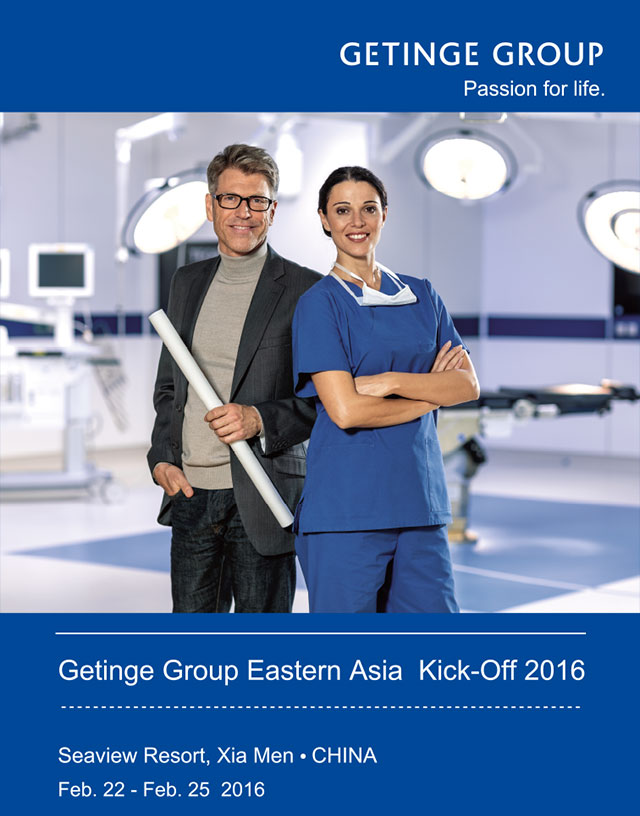 GETINGE GROUP
Passion for life.
Getinge Group Eastern Asia  Kick-Off 2016
Seaview Resort, Xia Men • CHINA
Feb. 22 - Feb. 25  2016